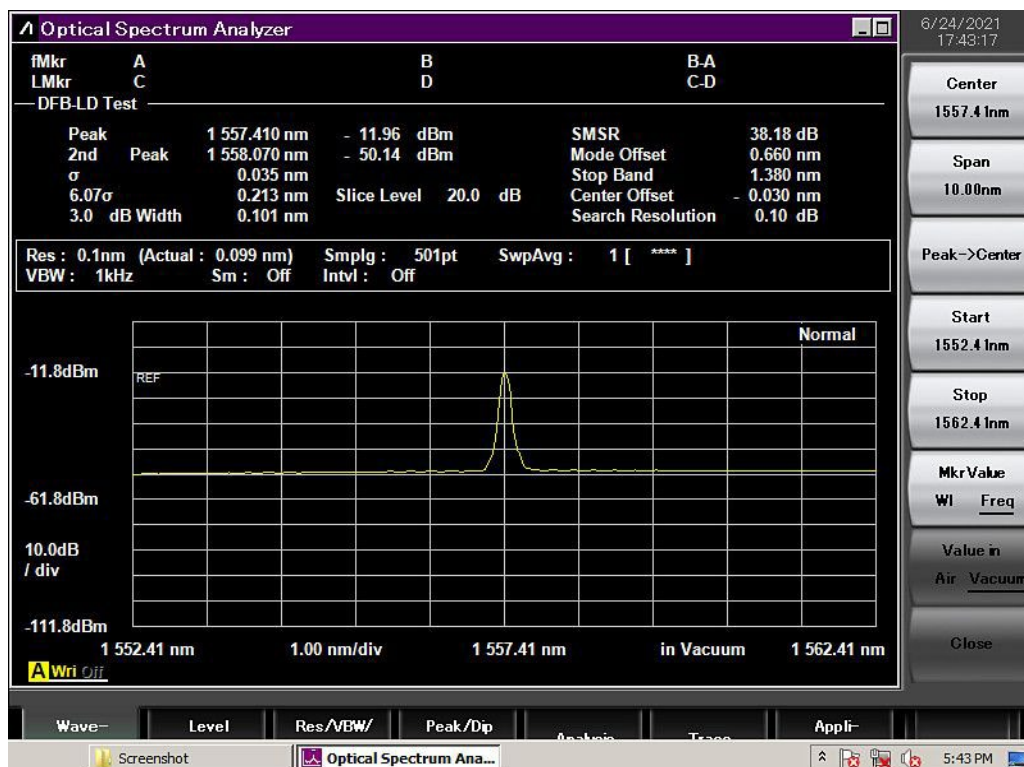 Optical Spectrum Analyzer
6/24/2021
17:43:17
fMkr A B B-A
LMkr C D C-D
DFB-LD Test
Peak 1 557.410 nm - 11.96 dBm SMSR 38.18 dB
2nd Peak 1 558.070 nm - 50.14 dBm Mode Offset 0.660 nm
σ 0.035 nm Stop Band 1.380 nm
6.07σ 0.213 nm Slice Level 20.0 dB Center Offset - 0.030 nm
3.0 dB Width 0.101 nm Search Resolution 0.10 dB
Res : 0.1nm (Actual : 0.099 nm) Smplg : 501pt SwpAvg : 1 [ **** ]
VBW : 1kHz Sm : Off Intvl : Off
Normal
-11.8dBm
REF
-61.8dBm
10.0dB
/ div
-111.8dBm
1 552.41 nm 1.00 nm/div 1 557.41 nm in Vacuum 1 562.41 nm
A Wri Off
Center
1557.41nm
Span
10.00nm
Peak->Center
Start
1552.41nm
Stop
1562.41nm
Mkr Value
Wl Freq
Value in
Air Vacuum
Close
Wave- Level Res/VBW/ Peak/Dip Analysis Trace Appli-
Screenshot Optical Spectrum Ana... 5:43 PM